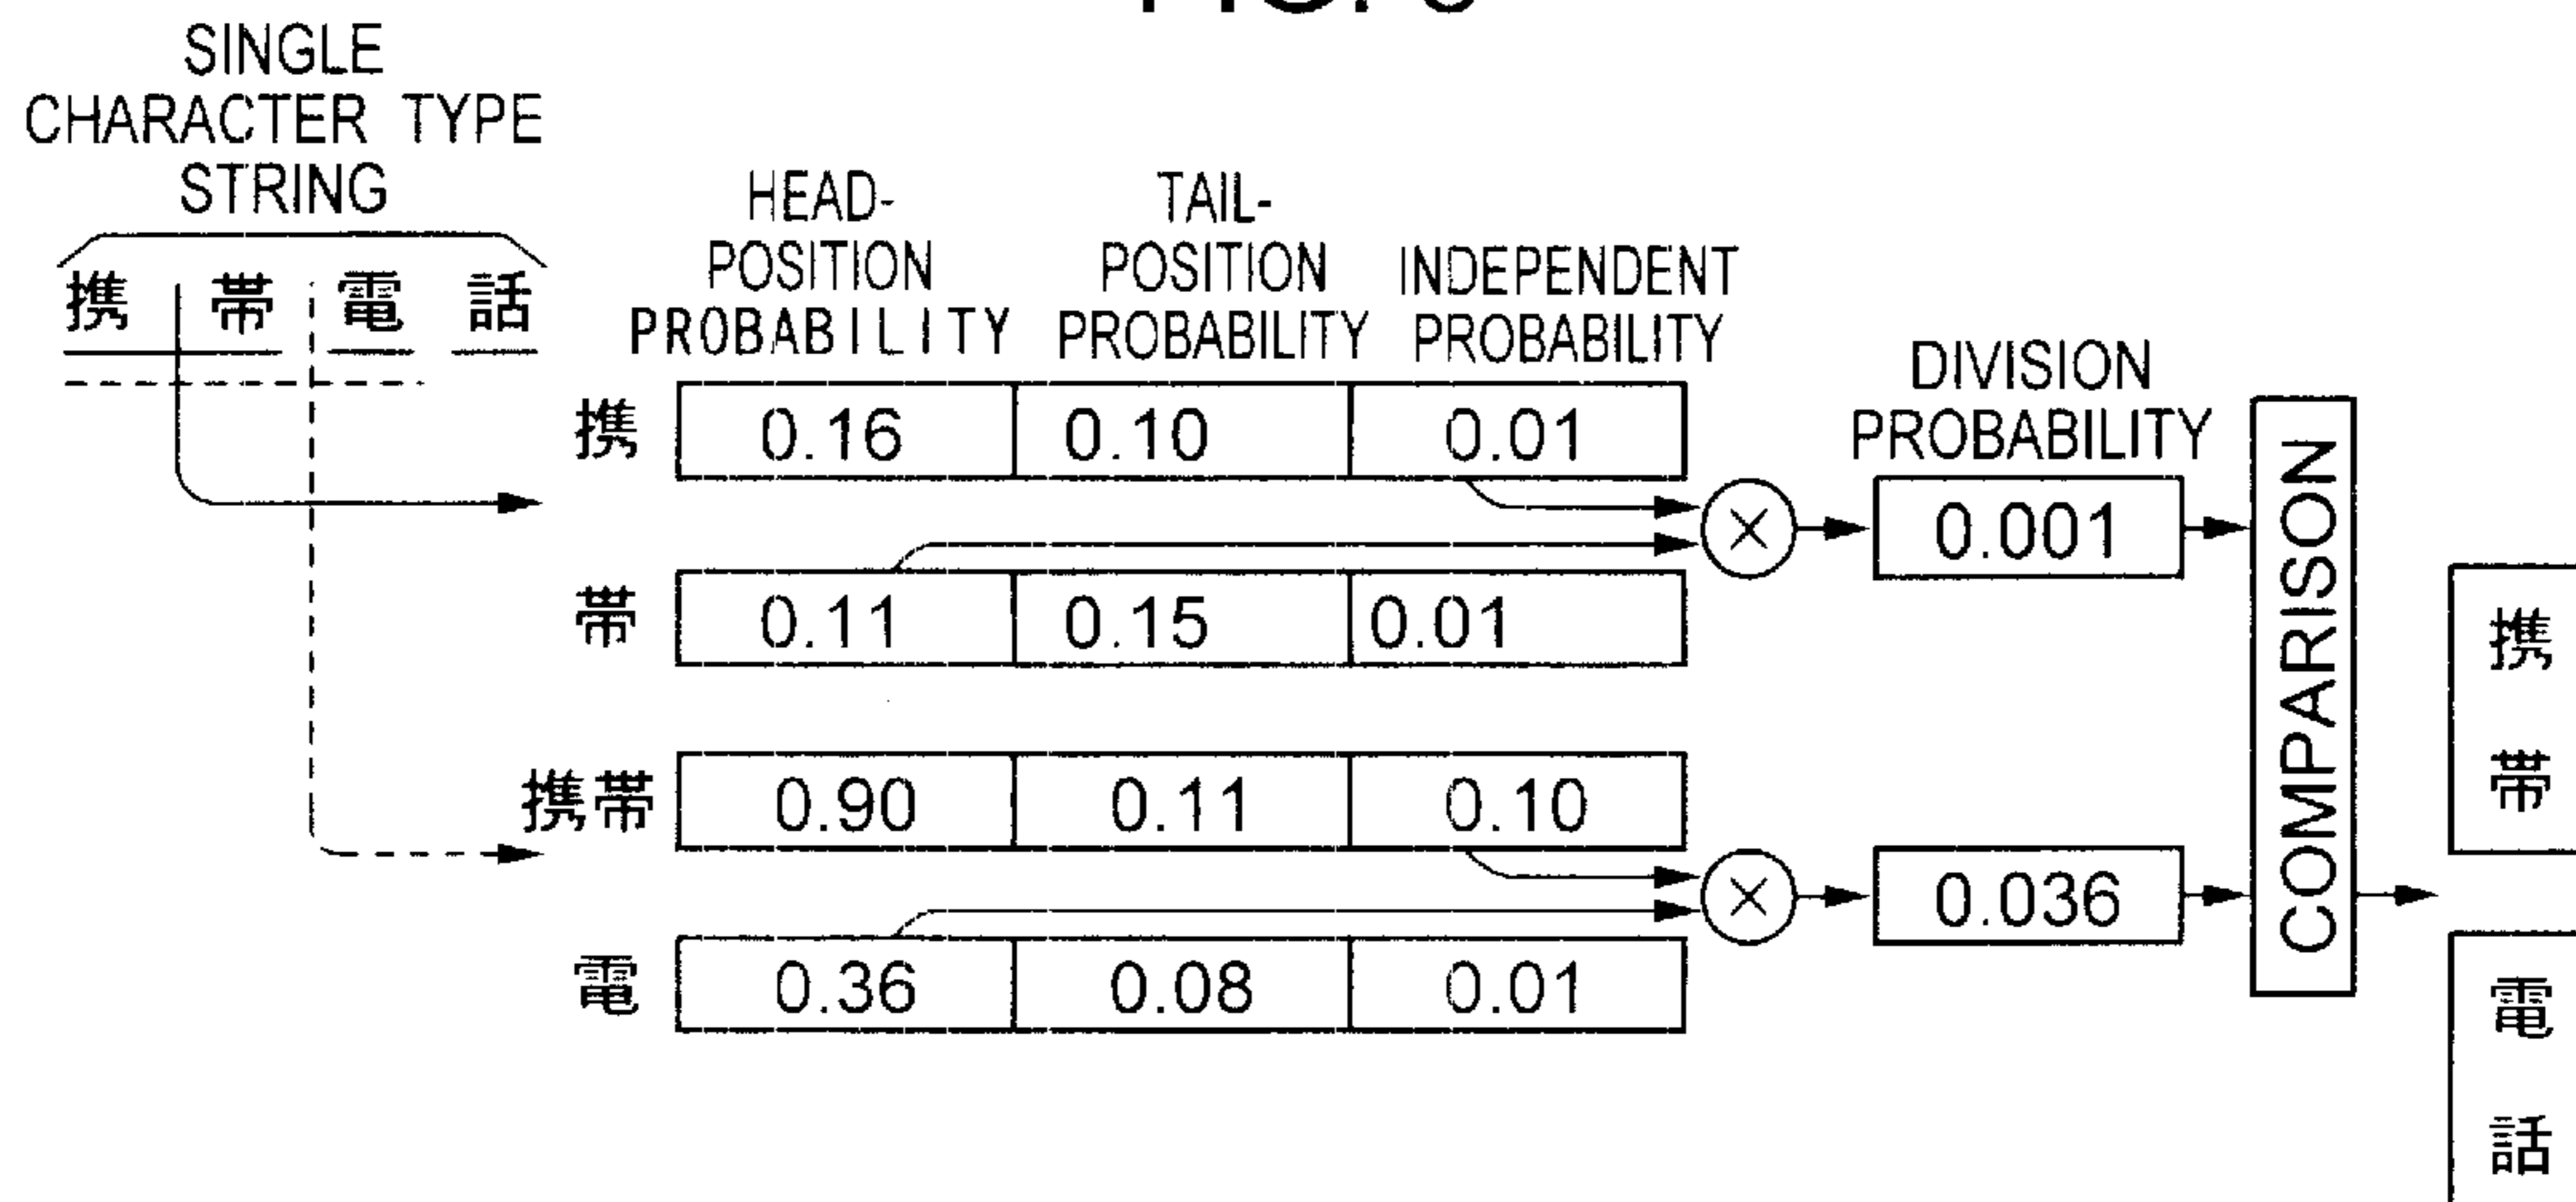 SINGLE
CHARACTER TYPE
STRING
携 帯 電 話
HEAD-
POSITION
PROBABILITY
TAIL-
POSITION
PROBABILITY
INDEPENDENT
PROBABILITY
DIVISION
PROBABILITY
携 0.16 0.10 0.01
0.001
帯 0.11 0.15 0.01
携帯 0.90 0.11 0.10
0.036
電 0.36 0.08 0.01
COMPARISON
携
帯
電
話